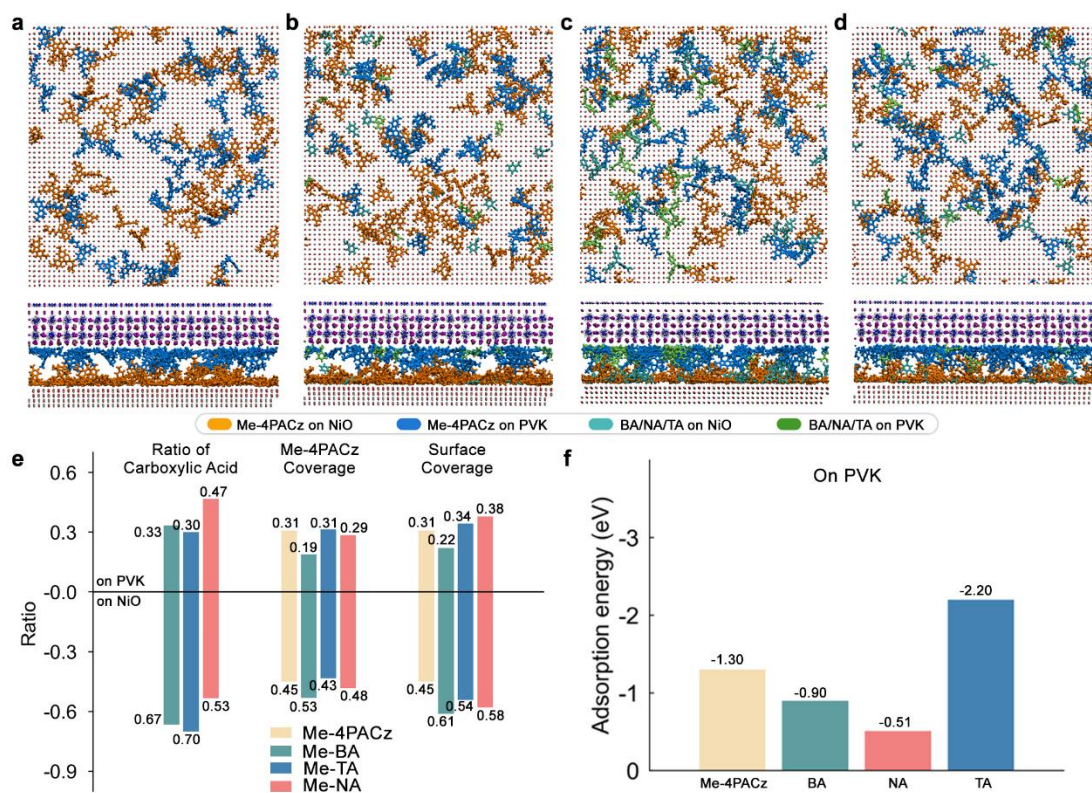 a
b
c
d
Me-4PACz on NiO
Me-4PACz on PVK
BA/NA/TA on NiO
BA/NA/TA on PVK
e
Ratio of
Carboxylic Acid
Me-4PACz
Coverage
Surface
Coverage
Ratio
0.6
0.3
-0.0
-0.3
-0.6
-0.9
on PVK
on NiO
0.33
0.30
0.47
0.31
0.19
0.31
0.29
0.31
0.22
0.34
0.38
0.67
0.70
0.53
0.45
0.53
0.43
0.48
0.45
0.61
0.54
0.58
Me-4PACz
Me-BA
Me-TA
Me-NA
f
On PVK
Adsorption energy (eV)
-3
-2
-1
0
-1.30
-0.90
-0.51
-2.20
Me-4PACz
BA
NA
TA